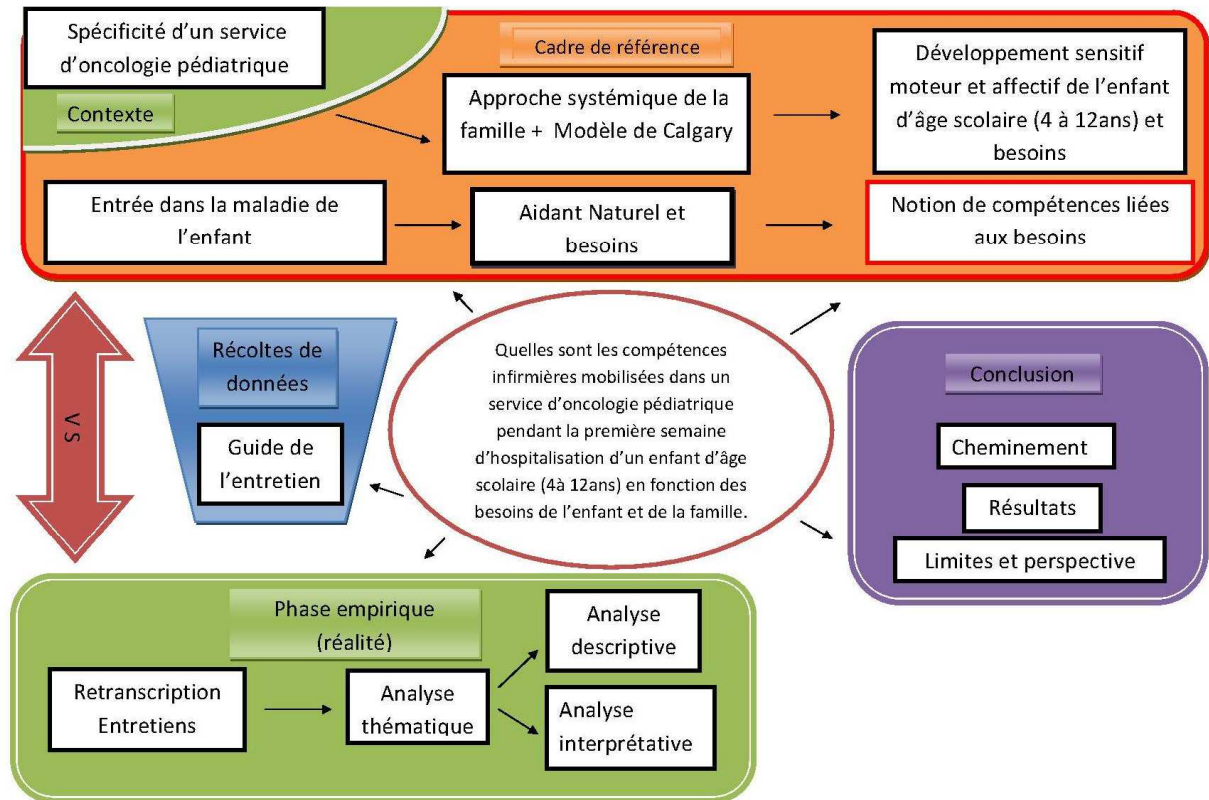 Spécificité d'un service
d'oncologie pédiatrique
Contexte
Cadre de référence
Approche systémique de la
famille + Modèle de Calgary
Développement sensitif
moteur et affectif de l'enfant
d'âge scolaire (4 à 12ans) et
besoins
Entrée dans la maladie de
l'enfant
Aidant Naturel et
besoins
Notion de compétences liées
aux besoins
VS
Récoltes de
données
Guide de
l'entretien
Quelles sont les compétences
infirmières mobilisées dans un
service d'oncologie pédiatrique
pendant la première semaine
d'hospitalisation d'un enfant d'âge
scolaire (4à 12ans) en fonction des
besoins de l'enfant et de la famille.
Conclusion
Cheminement
Résultats
Limites et perspective
Phase empirique
(réalité)
Retranscription
Entretiens
Analyse
thématique
Analyse
descriptive
Analyse
interprétative